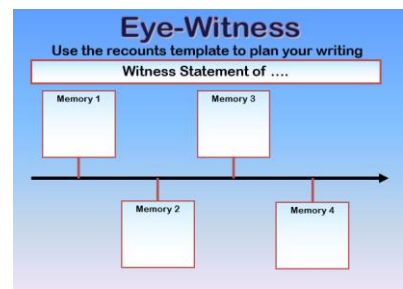 Eye-Witness
Use the recounts template to plan your writing
Witness Statement of ....
Memory 1
Memory 3
Memory 2
Memory 4